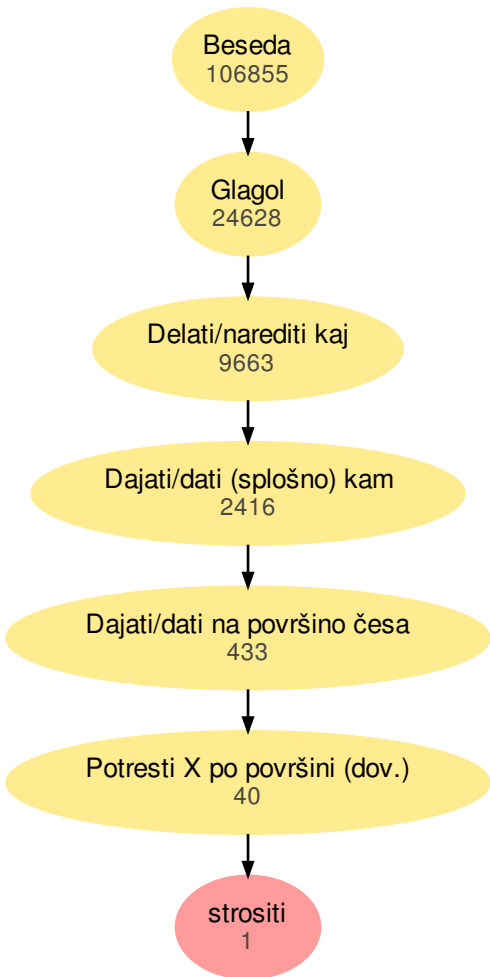 Beseda
106855
Glagol
24628
Delati/narediti kaj
9663
Dajati/dati (splošno) kam
2416
Dajati/dati na površino česa
433
Potresti X po površini (dov.)
40
strositi
1